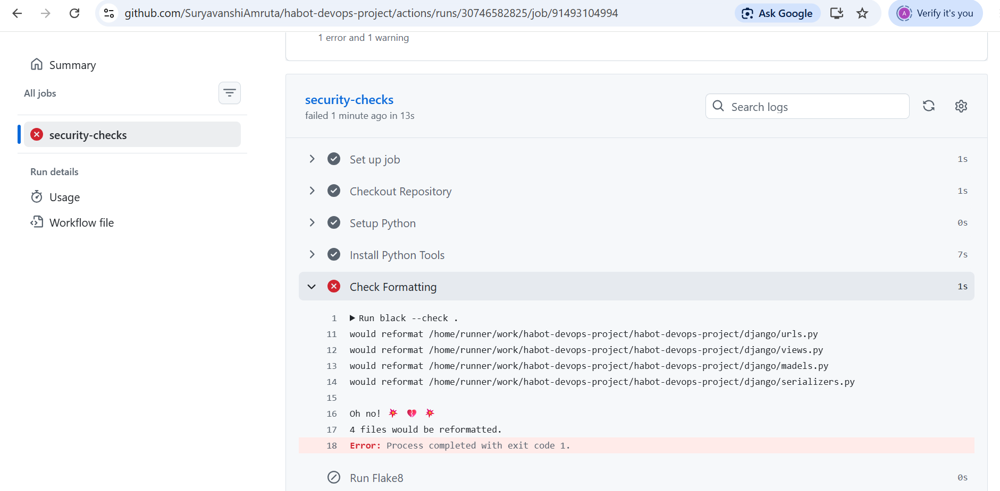 github.com/SuryavanshiAmruta/habot-devops-project/actions/runs/30746582825/job/91493104994
Ask Google
A
Verify it's you
1 error and 1 warning
Summary
All jobs
security-checks
Run details
Usage
Workflow file
security-checks
failed 1 minute ago in 13s
Search logs
Set up job 1s
Checkout Repository 1s
Setup Python 0s
Install Python Tools 7s
Check Formatting 1s
1 Run black --check .
11 would reformat /home/runner/work/habot-devops-project/habot-devops-project/django/urls.py
12 would reformat /home/runner/work/habot-devops-project/habot-devops-project/django/views.py
13 would reformat /home/runner/work/habot-devops-project/habot-devops-project/django/madels.py
14 would reformat /home/runner/work/habot-devops-project/habot-devops-project/django/serializers.py
15
16 Oh no! 💥 💔 💥
17 4 files would be reformatted.
18 Error: Process completed with exit code 1.
Run Flake8 0s